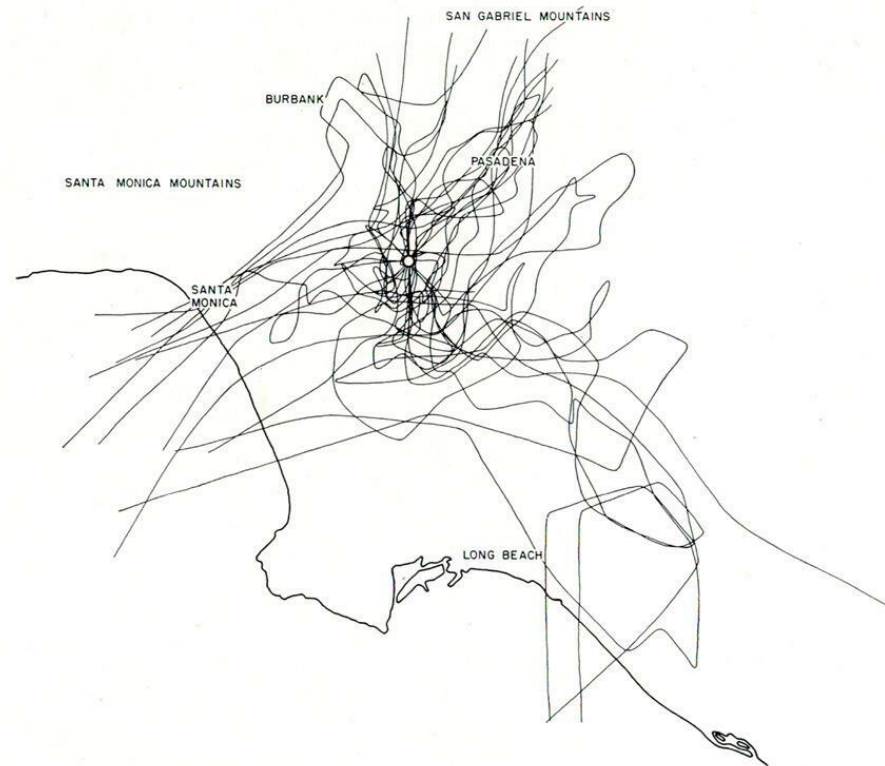 SAN GABRIEL MOUNTAINS
BURBANK
PASADENA
SANTA MONICA MOUNTAINS
SANTA
MONICA
LONG BEACH